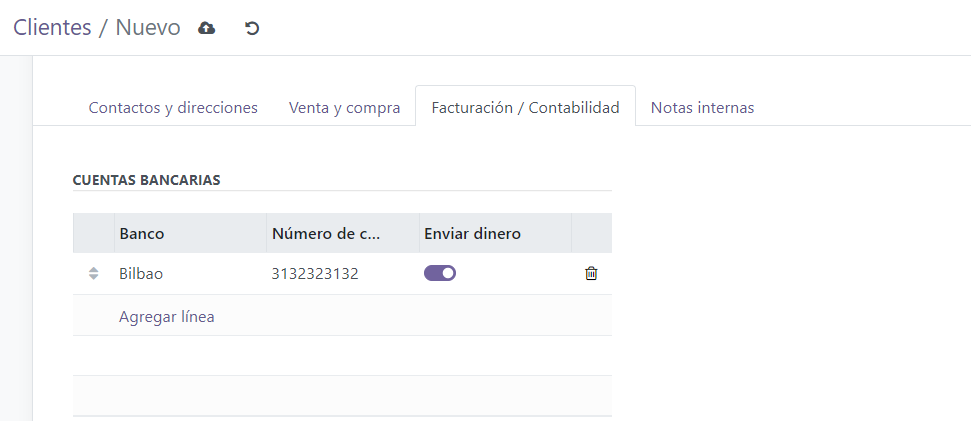 Clientes / Nuevo
Contactos y direcciones Venta y compra Facturación / Contabilidad Notas internas
CUENTAS BANCARIAS
Banco Número de c... Enviar dinero
Bilbao 3132323132
Agregar línea